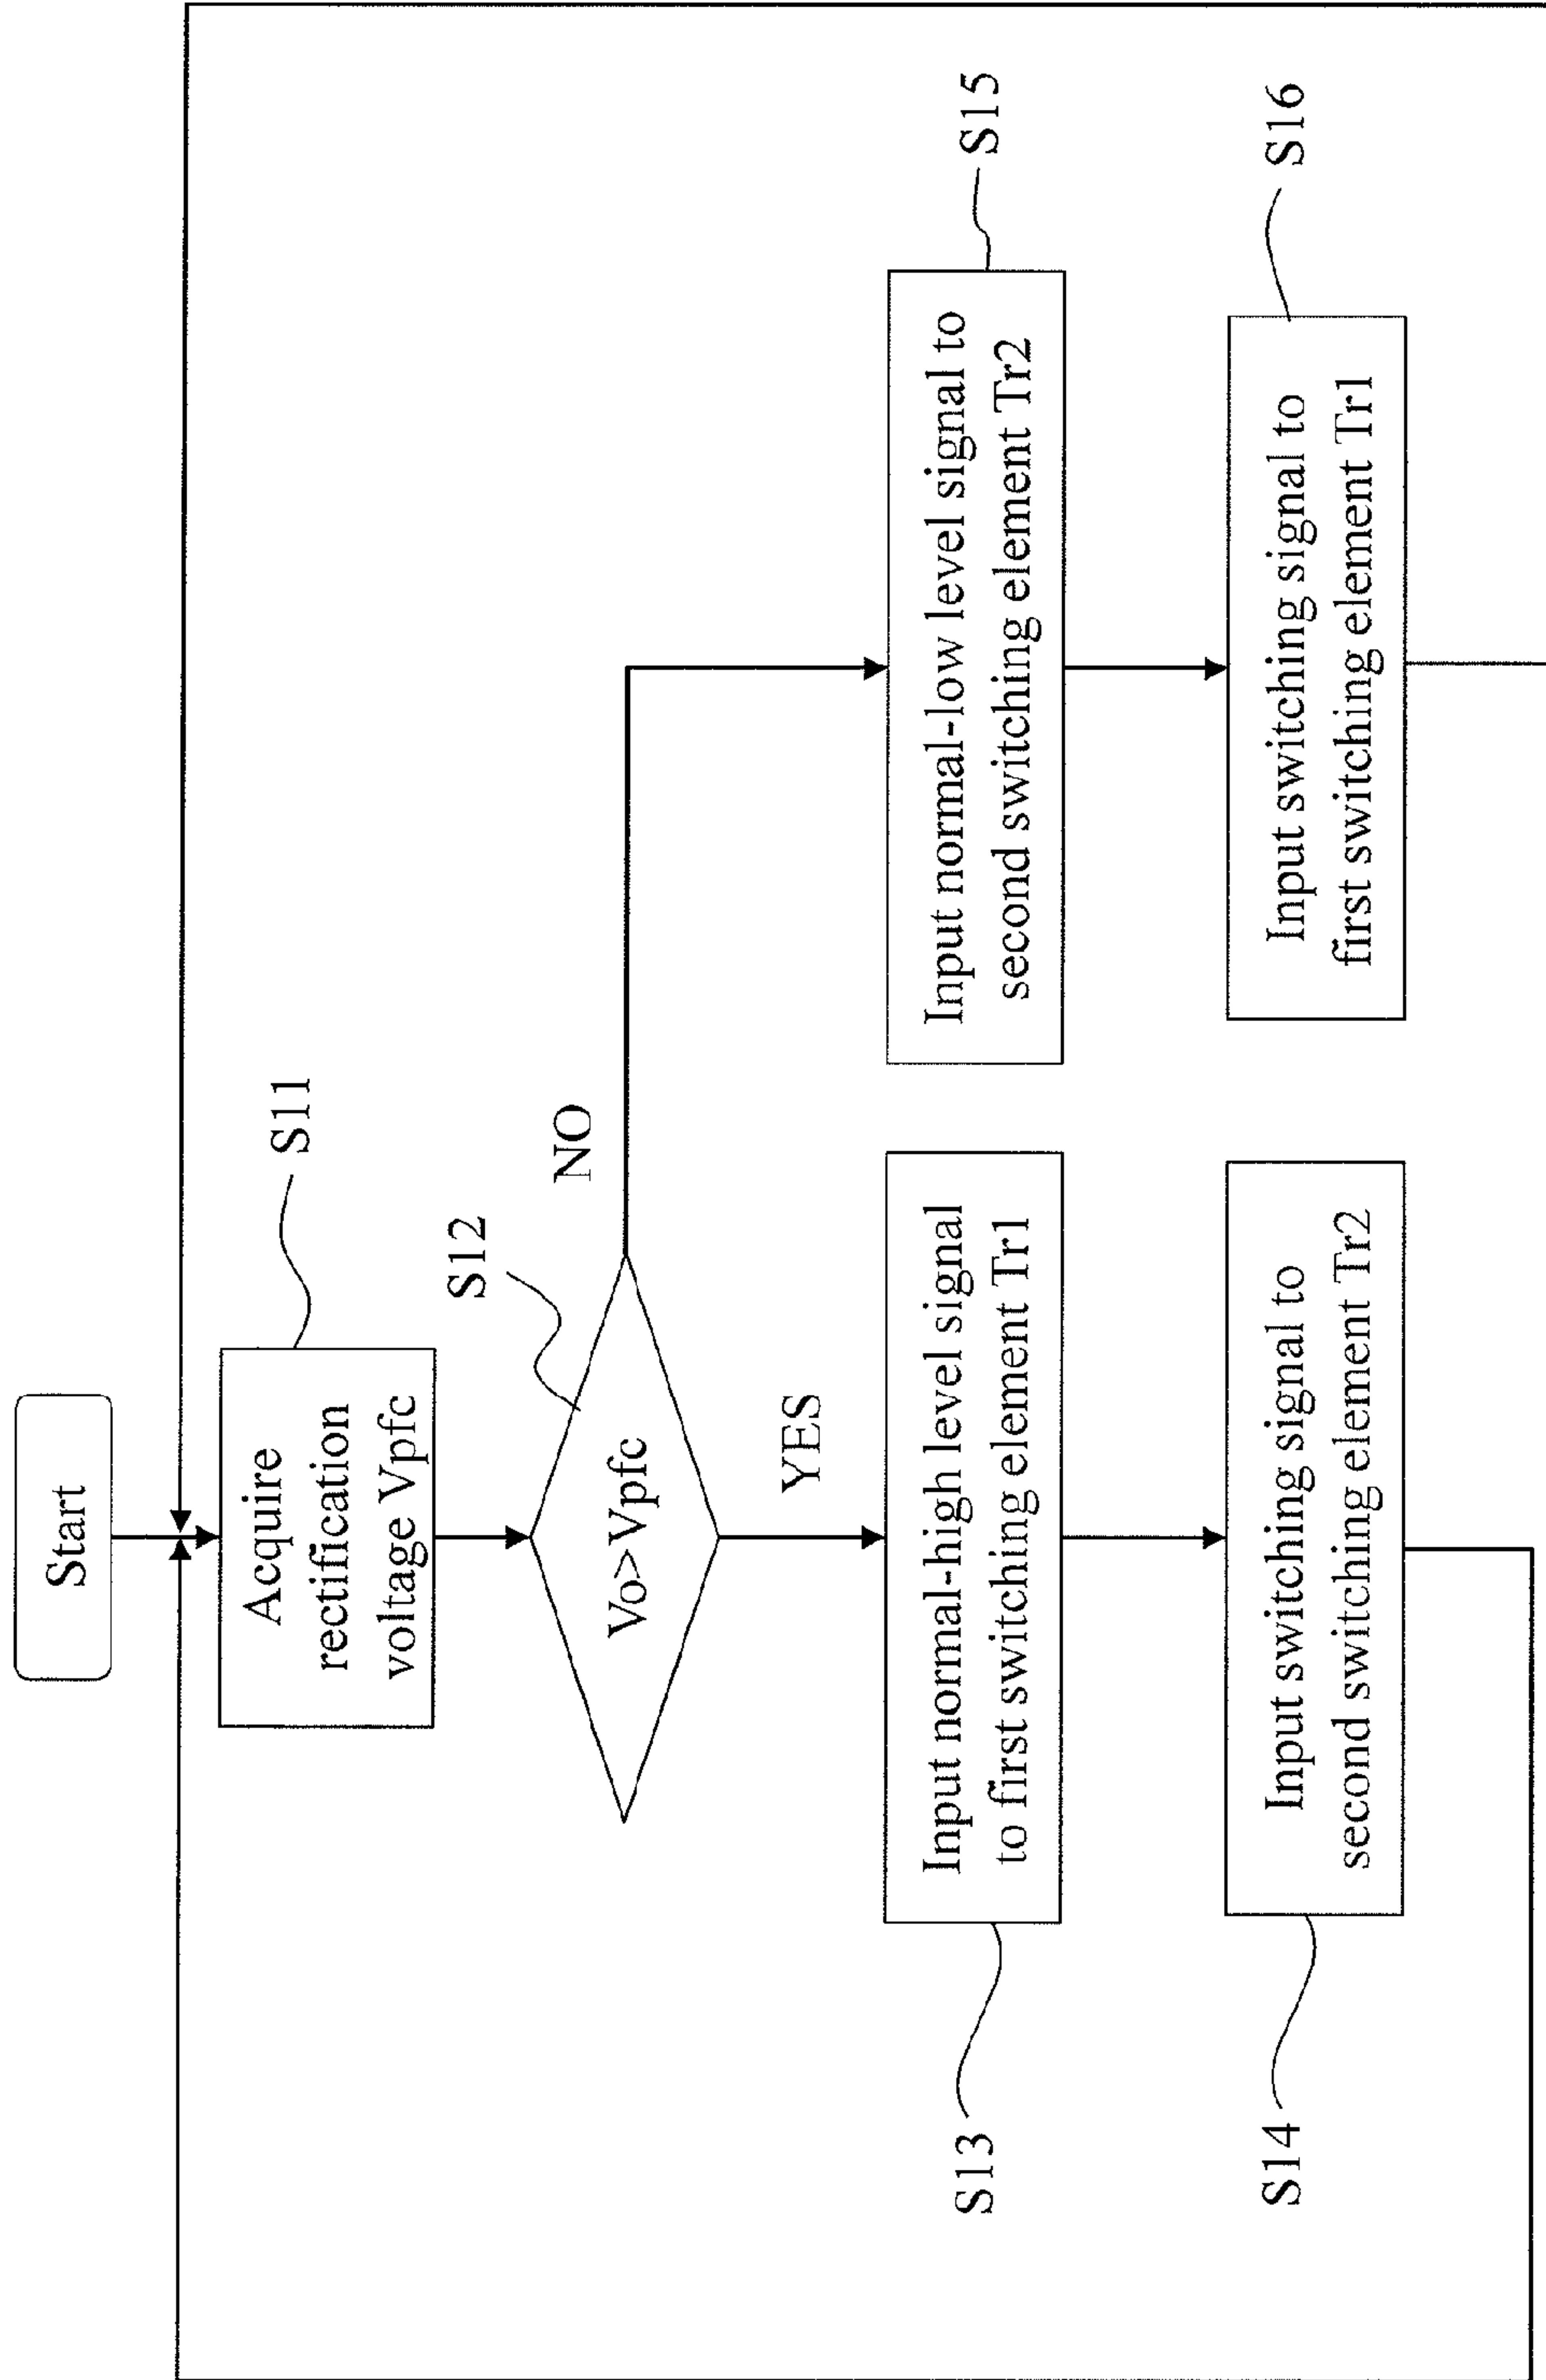 Start
Acquire
rectification
voltage Vpfc
S11
Vo>Vpfc
S12
NO
YES
Input normal-high level signal
to first switching element Tr1
S13
Input switching signal to
second switching element Tr2
S14
Input normal-low level signal to
second switching element Tr2
S15
Input switching signal to
first switching element Tr1
S16